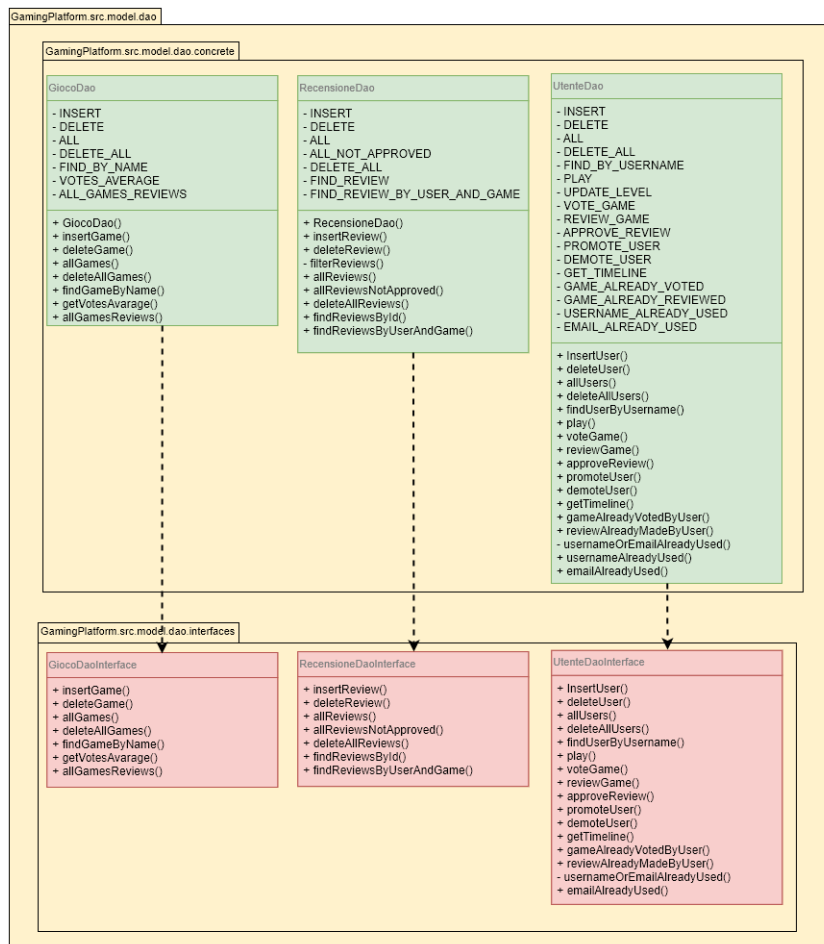 GamingPlatform.src.model.dao
GamingPlatform.src.model.dao.concrete
GiocoDao
- INSERT
- DELETE
- ALL
- DELETE_ALL
- FIND_BY_NAME
- VOTES_AVERAGE
- ALL_GAMES_REVIEWS
+ GiocoDao()
+ insertGame()
+ deleteGame()
+ allGames()
+ deleteAllGames()
+ findGameByName()
+ getVotesAvarage()
+ allGamesReviews()
RecensioneDao
- INSERT
- DELETE
- ALL
- ALL_NOT_APPROVED
- DELETE_ALL
- FIND_REVIEW
- FIND_REVIEW_BY_USER_AND_GAME
+ RecensioneDao()
+ insertReview()
+ deleteReview()
- filterReviews()
+ allReviews()
+ allReviewsNotApproved()
+ deleteAllReviews()
+ findReviewsById()
+ findReviewsByUserAndGame()
UtenteDao
- INSERT
- DELETE
- ALL
- DELETE_ALL
- FIND_BY_USERNAME
- PLAY
- UPDATE_LEVEL
- VOTE_GAME
- REVIEW_GAME
- APPROVE_REVIEW
- PROMOTE_USER
- DEMOTE_USER
- GET_TIMELINE
- GAME_ALREADY_VOTED
- GAME_ALREADY_REVIEWED
- USERNAME_ALREADY_USED
- EMAIL_ALREADY_USED
+ InsertUser()
+ deleteUser()
+ allUsers()
+ deleteAllUsers()
+ findUserByUsername()
+ play()
+ voteGame()
+ reviewGame()
+ approveReview()
+ promoteUser()
+ demoteUser()
+ getTimeline()
+ gameAlreadyVotedByUser()
+ reviewAlreadyMadeByUser()
- usernameOrEmailAlreadyUsed()
+ usernameAlreadyUsed()
+ emailAlreadyUsed()
GamingPlatform.src.model.dao.interfaces
GiocoDaoInterface
+ insertGame()
+ deleteGame()
+ allGames()
+ deleteAllGames()
+ findGameByName()
+ getVotesAvarage()
+ allGamesReviews()
RecensioneDaoInterface
+ insertReview()
+ deleteReview()
+ allReviews()
+ allReviewsNotApproved()
+ deleteAllReviews()
+ findReviewsById()
+ findReviewsByUserAndGame()
UtenteDaoInterface
+ InsertUser()
+ deleteUser()
+ allUsers()
+ deleteAllUsers()
+ findUserByUsername()
+ play()
+ voteGame()
+ reviewGame()
+ approveReview()
+ promoteUser()
+ demoteUser()
+ getTimeline()
+ gameAlreadyVotedByUser()
+ reviewAlreadyMadeByUser()
- usernameOrEmailAlreadyUsed()
+ emailAlreadyUsed()